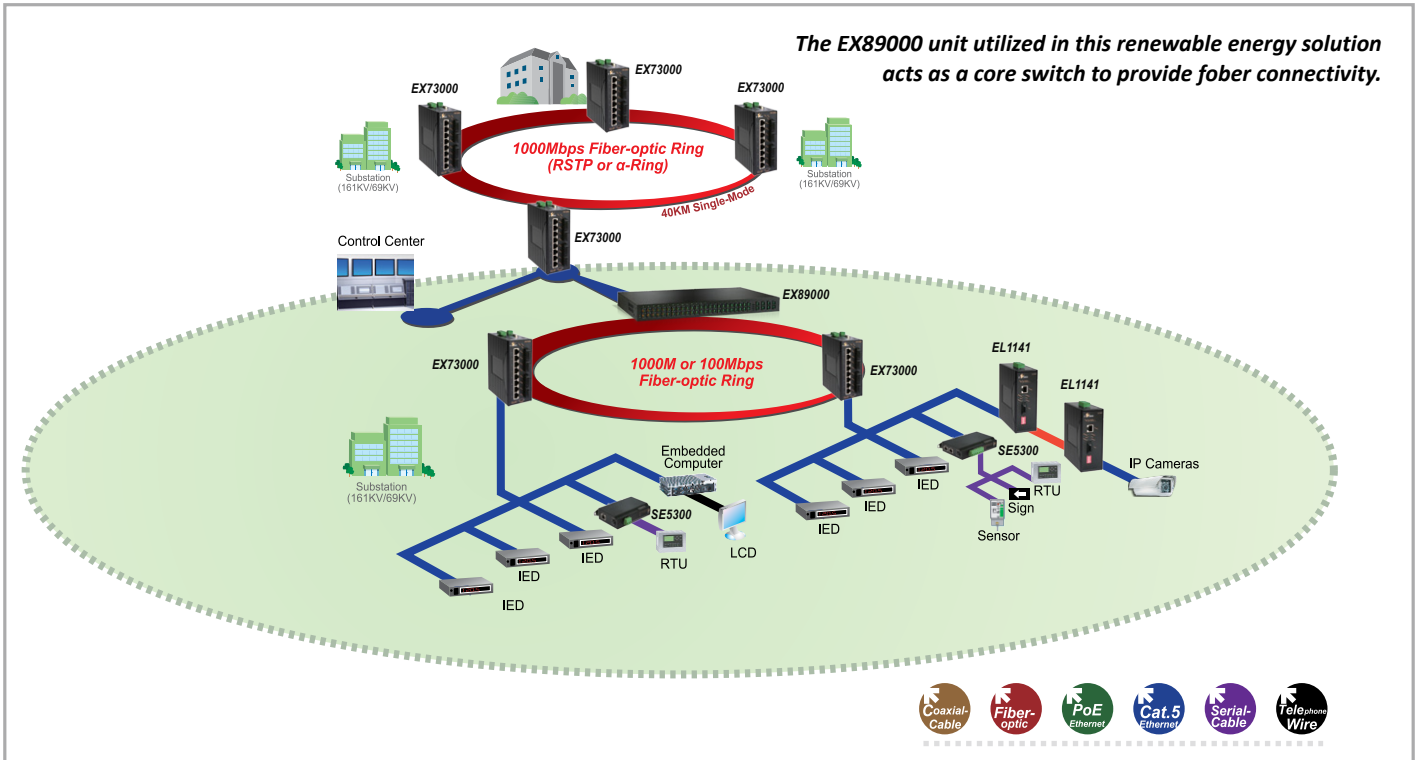 The EX89000 unit utilized in this renewable energy solution
acts as a core switch to provide fober connectivity.
EX73000
EX73000
EX73000
1000Mbps Fiber-optic Ring
(RSTP or α-Ring)
40KM Single-Mode
Substation
(161KV/69KV)
Substation
(161KV/69KV)
EX73000
Control Center
EX89000
EX73000
1000M or 100Mbps
Fiber-optic Ring
EX73000
EL1141
EL1141
SE5300
IP Cameras
RTU
Sign
Sensor
IED
IED
IED
Substation
(161KV/69KV)
Embedded
Computer
SE5300
LCD
RTU
IED
IED
IED
Coaxial-
Cable
Fiber-
optic
PoE
Ethernet
Cat.5
Ethernet
Serial-
Cable
Telephone
Wire